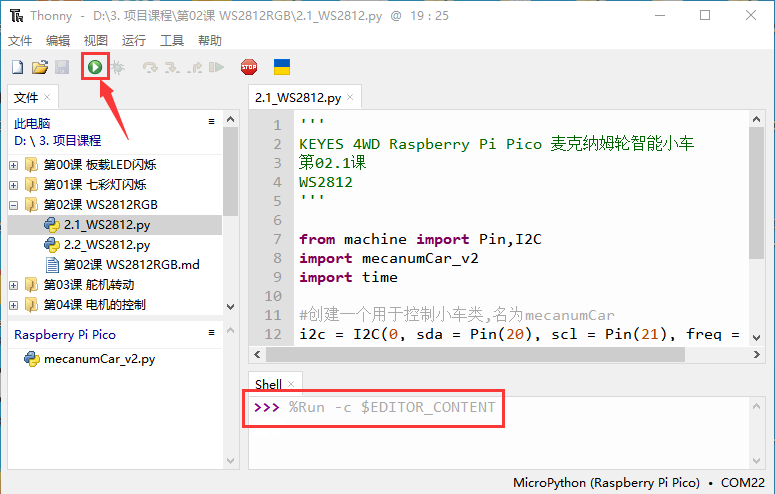 Thonny - D:\3. 项目课程\第02课 WS2812RGB\2.1_WS2812.py @ 19 : 25
文件 编辑 视图 运行 工具 帮助
STOP
文件
此电脑
D: \ 3. 项目课程
第00课 板载LED闪烁
第01课 七彩灯闪烁
第02课 WS2812RGB
2.1_WS2812.py
2.2_WS2812.py
第02课 WS2812RGB.md
第03课 舵机转动
第04课 电机的控制
Raspberry Pi Pico
mecanumCar_v2.py
2.1_WS2812.py
1 '''
2 KEYES 4WD Raspberry Pi Pico 麦克纳姆轮智能小车
3 第02.1课
4 WS2812
5 '''
6
7 from machine import Pin,I2C
8 import mecanumCar_v2
9 import time
10
11 #创建一个用于控制小车类,名为mecanumCar
12 i2c = I2C(0, sda = Pin(20), scl = Pin(21), freq =
Shell
>>> %Run -c $EDITOR_CONTENT
MicroPython (Raspberry Pi Pico) • COM22